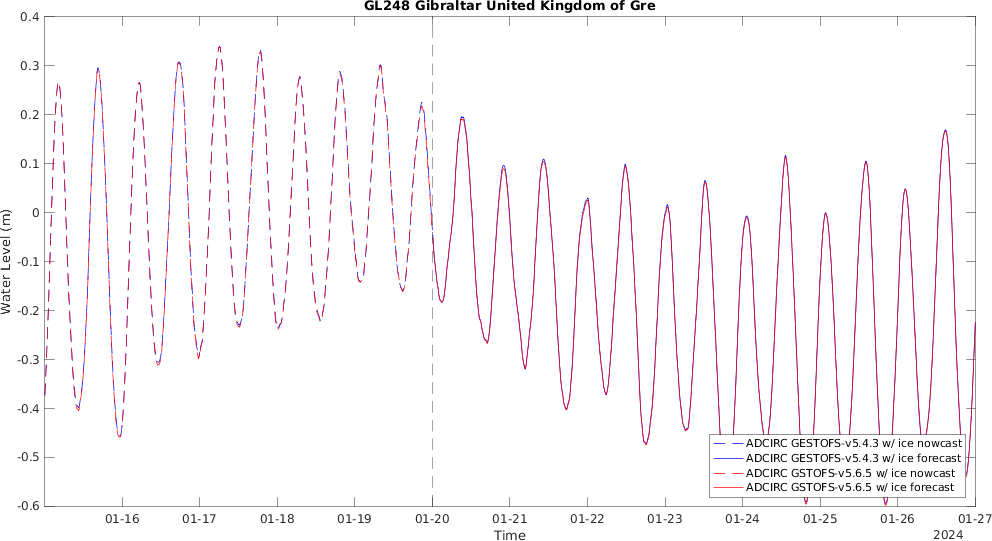 GL248 Gibraltar United Kingdom of Gre
0.4
0.3
0.2
0.1
0
-0.1
-0.2
-0.3
-0.4
-0.5
-0.6
Water Level (m)
ADCIRC GESTOFS-v5.4.3 w/ ice nowcast
ADCIRC GESTOFS-v5.4.3 w/ ice forecast
ADCIRC GSTOFS-v5.6.5 w/ ice nowcast
ADCIRC GSTOFS-v5.6.5 w/ ice forecast
01-16 01-17 01-18 01-19 01-20 01-21 01-22 01-23 01-24 01-25 01-26 01-27
Time 2024